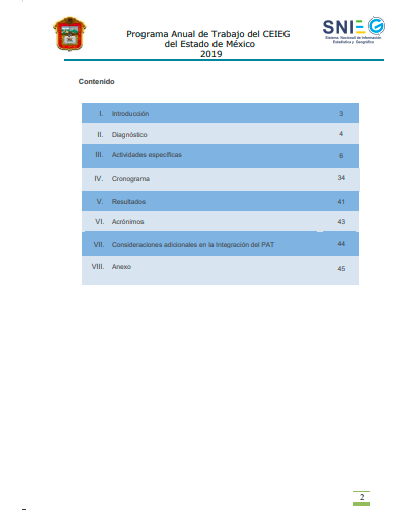 Programa Anual de Trabajo del CEIEG
del Estado de México
2019
SNIEG
Sistema Nacional de Información
Estadística y Geográfica
Contenido
I. Introducción 3
II. Diagnóstico 4
III. Actividades específicas 6
IV. Cronograma 34
V. Resultados 41
VI. Acrónimos 43
VII. Consideraciones adicionales en la Integración del PAT 44
VIII. Anexo 45
2